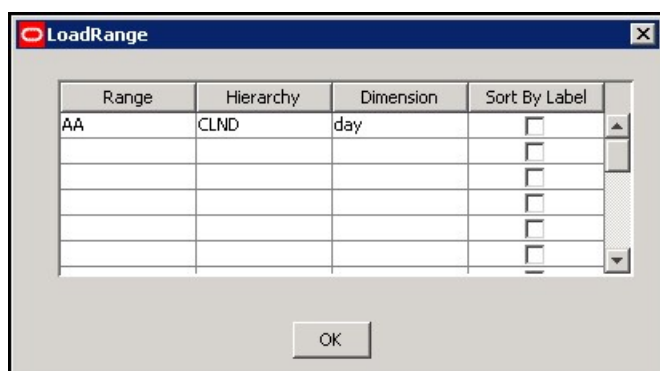 LoadRange
Range Hierarchy Dimension Sort By Label
AA CLND day
OK